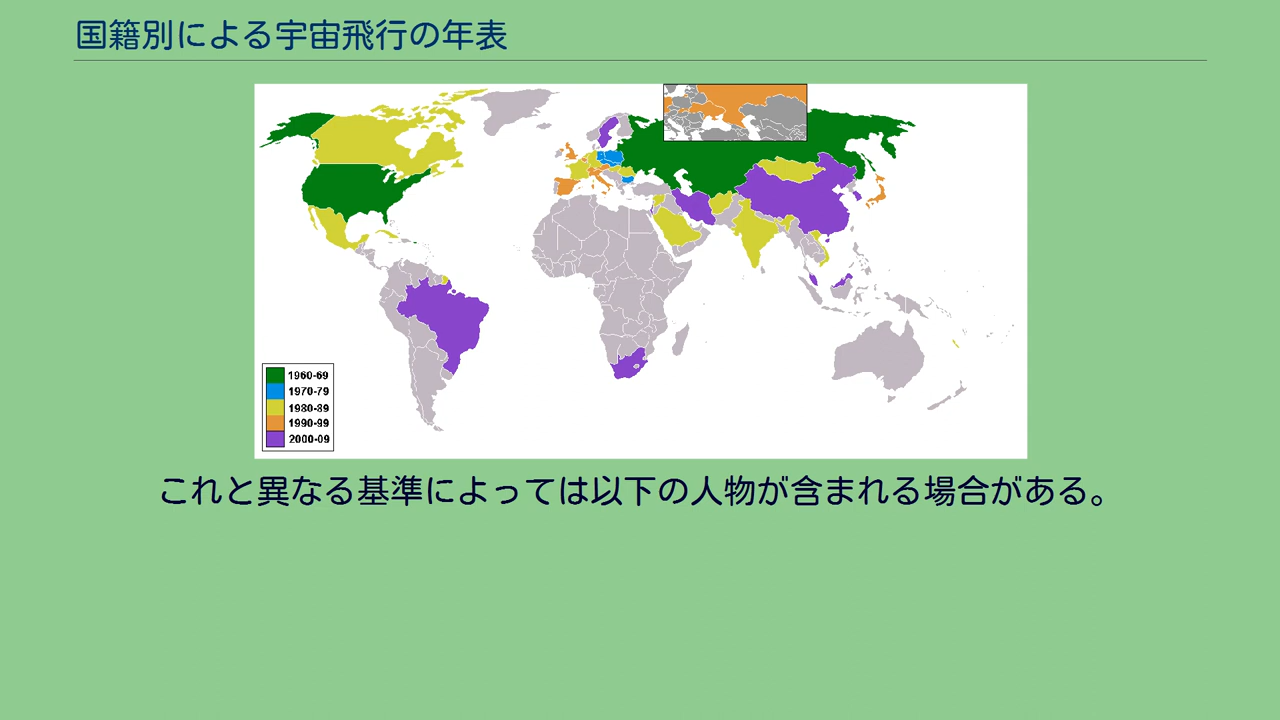 国籍別による宇宙飛行の年表
1960-69
1970-79
1980-89
1990-99
2000-09
これと異なる基準によっては以下の人物が含まれる場合がある。